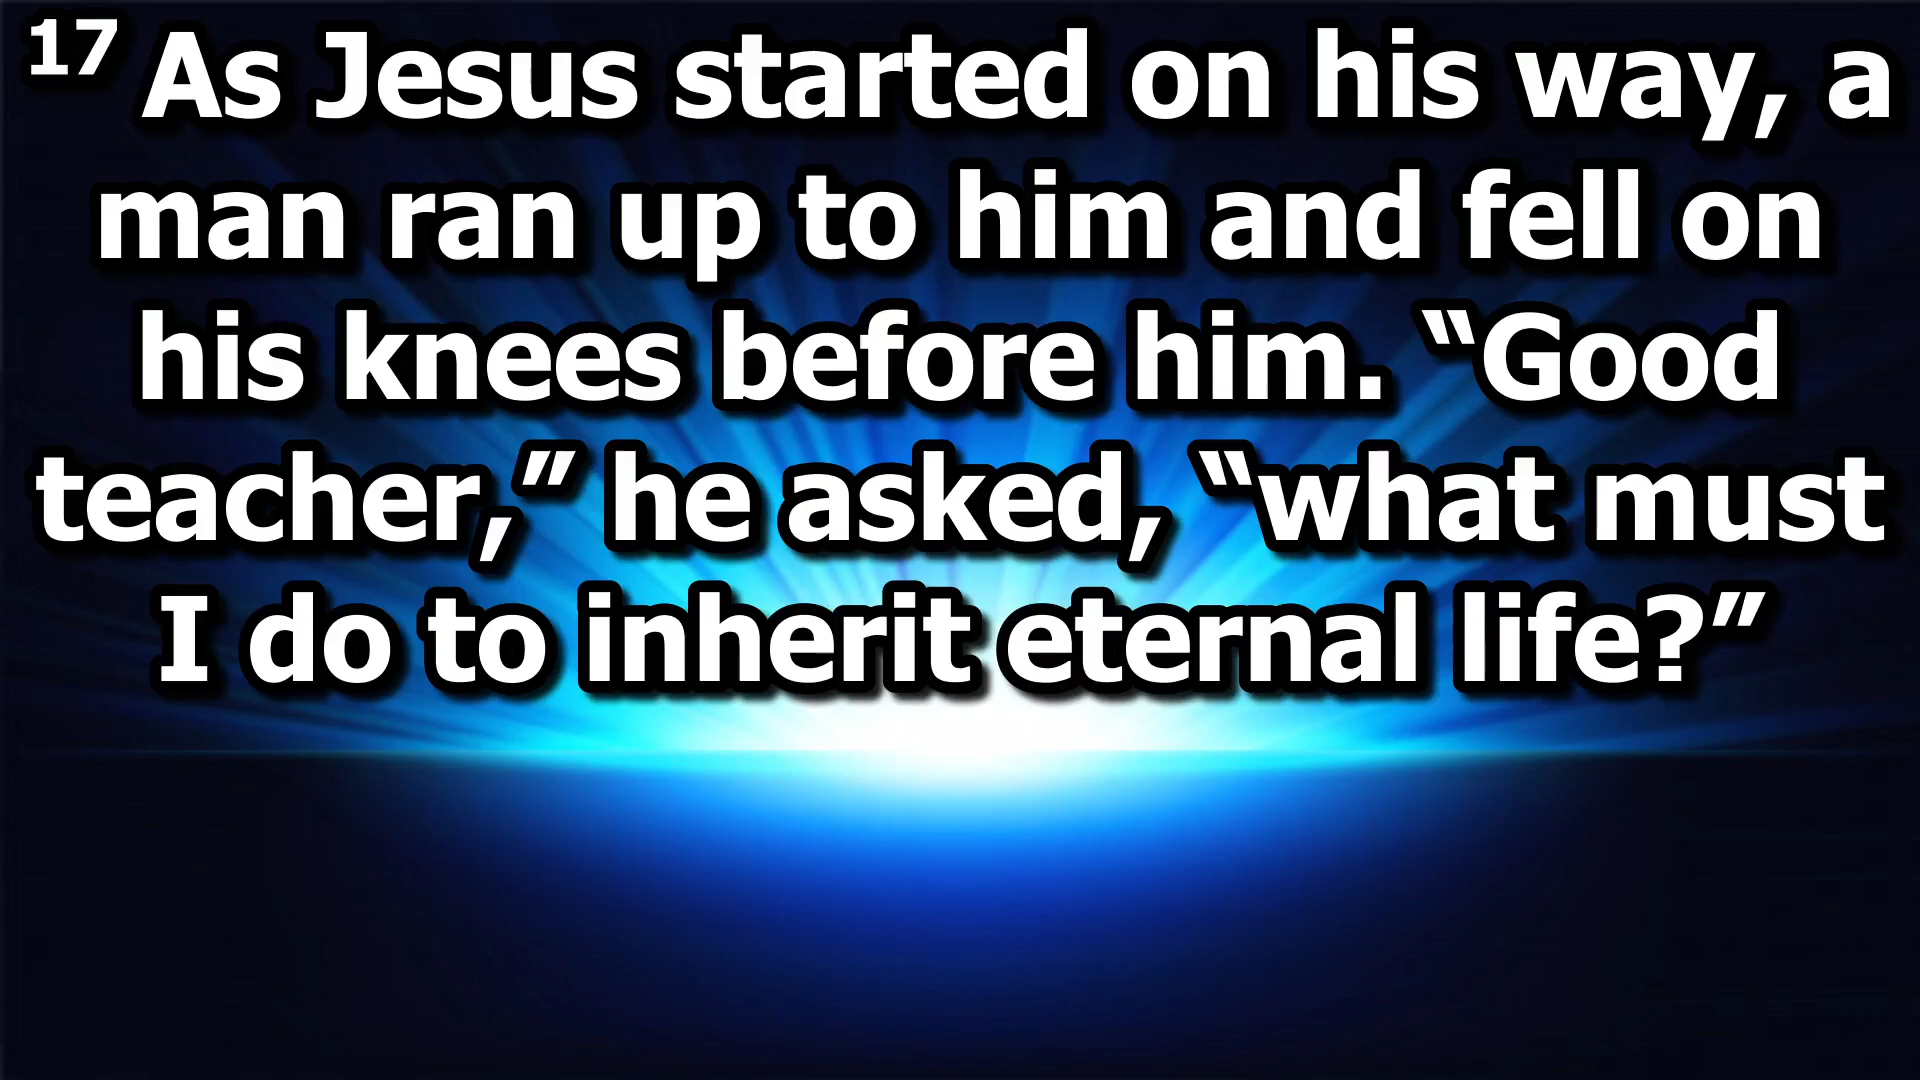 17 As Jesus started on his way, a
man ran up to him and fell on
his knees before him. “Good
teacher,” he asked, “what must
I do to inherit eternal life?”